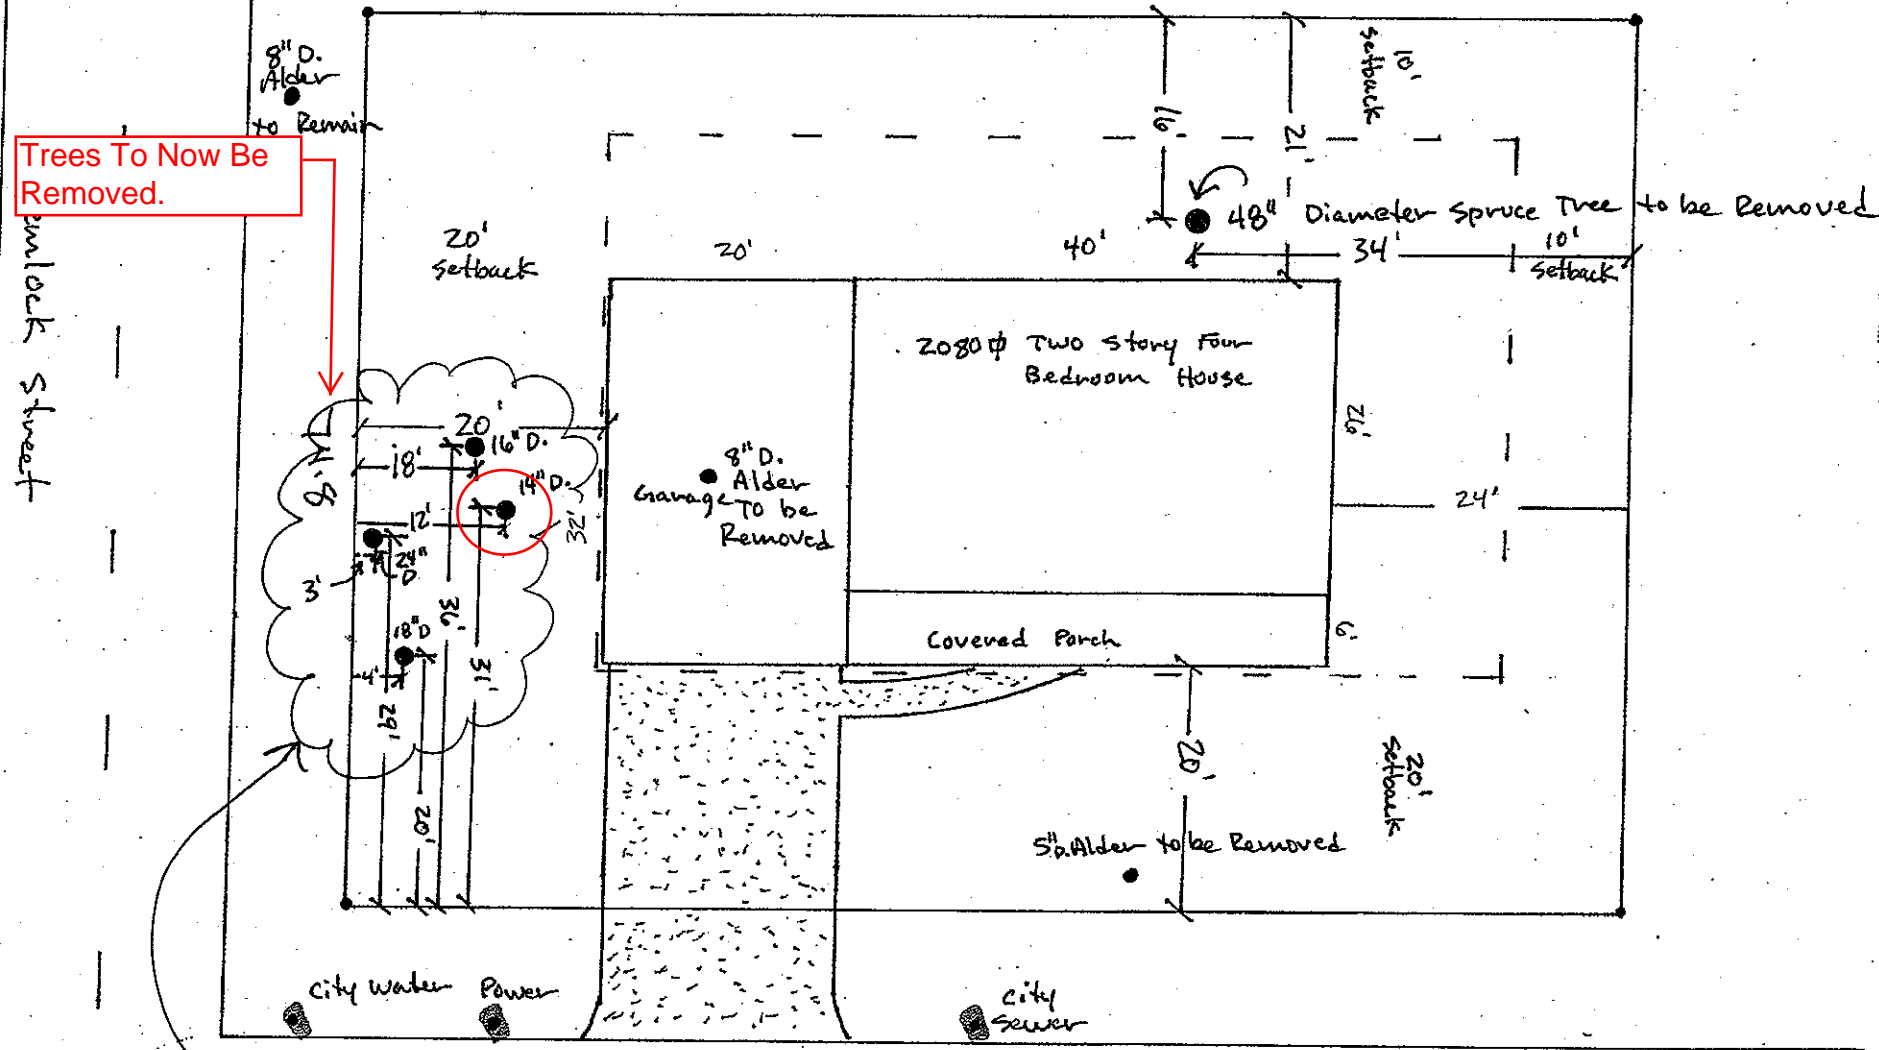 8" D.
Alder
to Remain
Trees To Now Be
Removed.
emlock Street
20'
setback
20'
40'
16'
21'
10'
setback
48" Diameter Spruce Tree to be Removed
34'
10'
setback
2080 Two Story Four
Bedroom House
26'
24'
20'
16" D.
18'
14" D.
12'
32'
24"
D
3'
36'
18" D
4'
31'
29'
20'
8" D.
Alder
Garage
To be
Removed
Covered Porch
6'
20'
20'
setback
5" D. Alder to be Removed
City Water
Power
City
Sewer